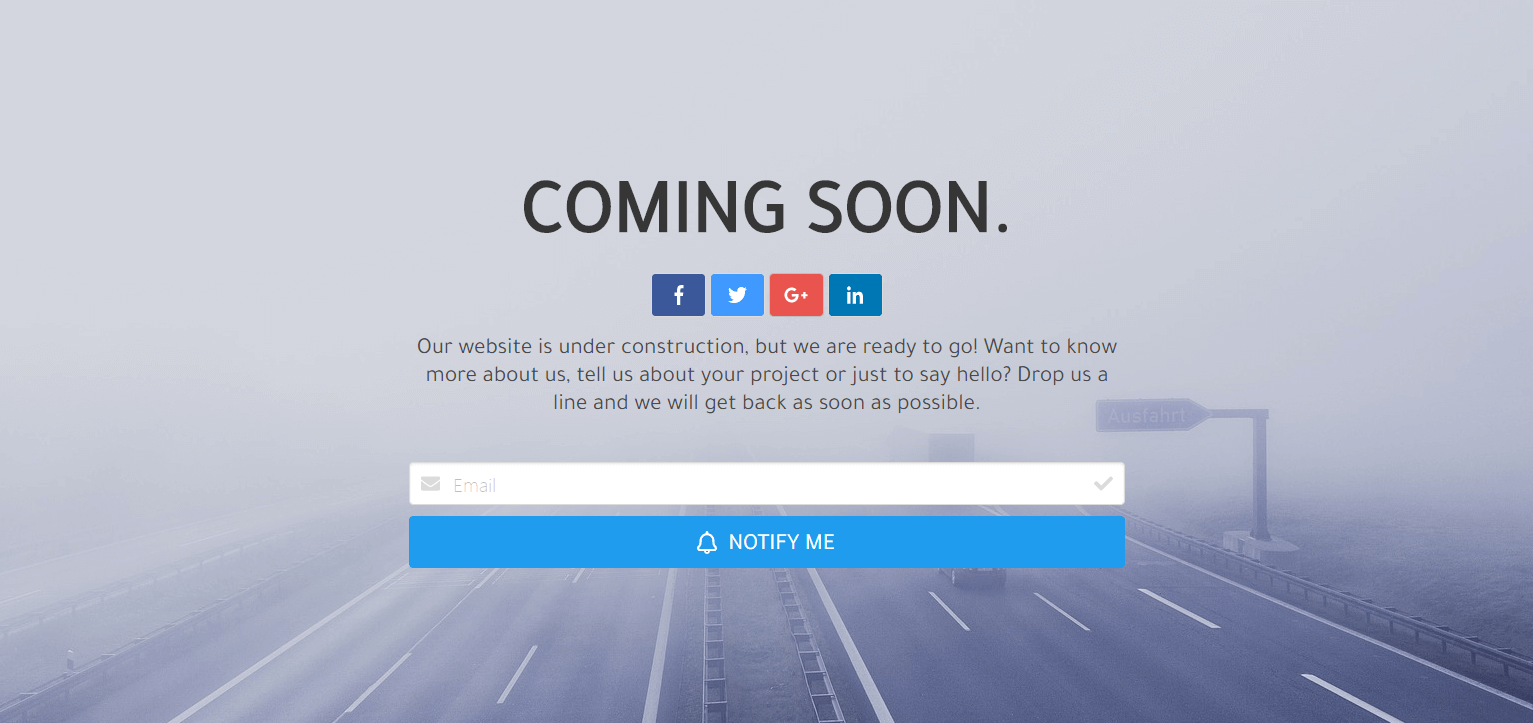 COMING SOON.
f
G+
in
Our website is under construction, but we are ready to go! Want to know
more about us, tell us about your project or just to say hello? Drop us a
line and we will get back as soon as possible.
Ausfahrt
Email
NOTIFY ME